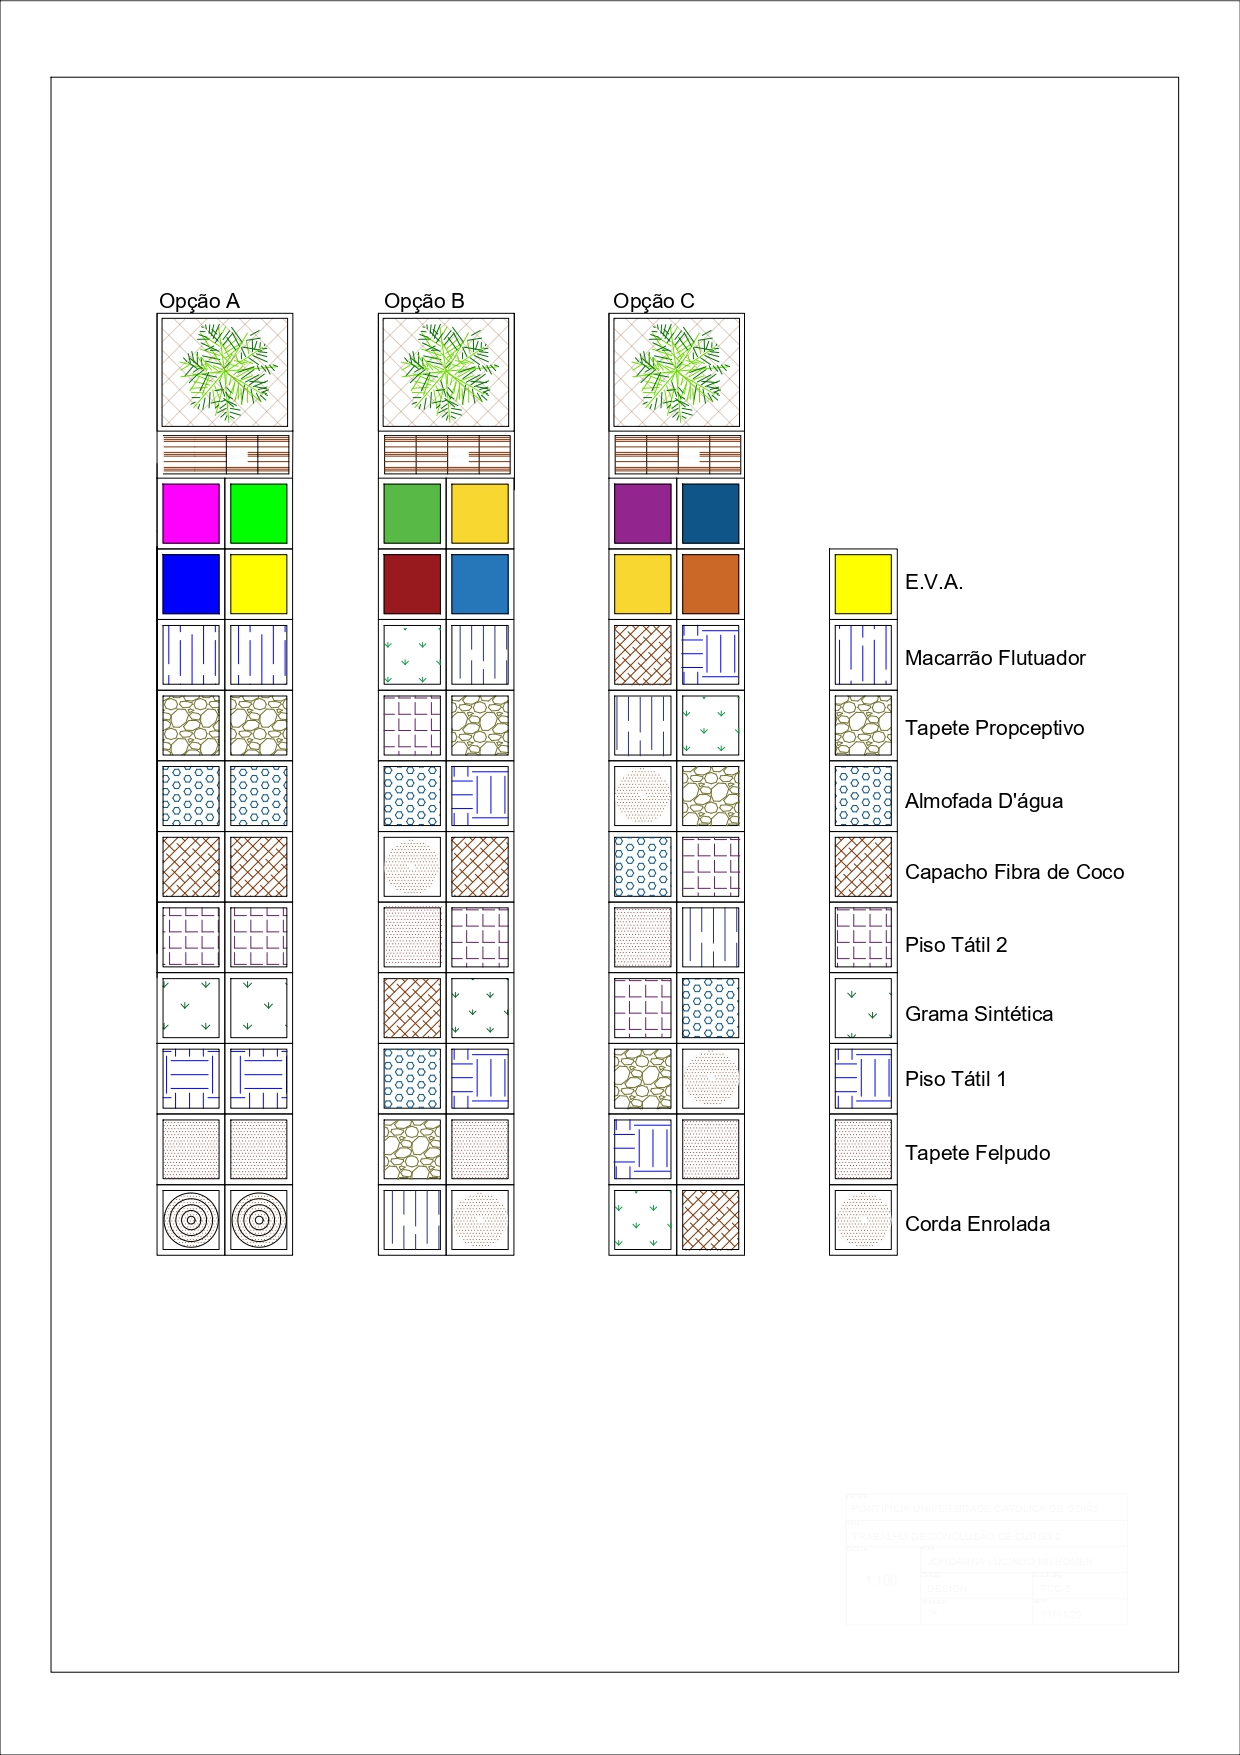 Opção A
Opção B
Opção C
E.V.A.
Macarrão Flutuador
Tapete Propceptivo
Almofada D'água
Capacho Fibra de Coco
Piso Tátil 2
Grama Sintética
Piso Tátil 1
Tapete Felpudo
Corda Enrolada